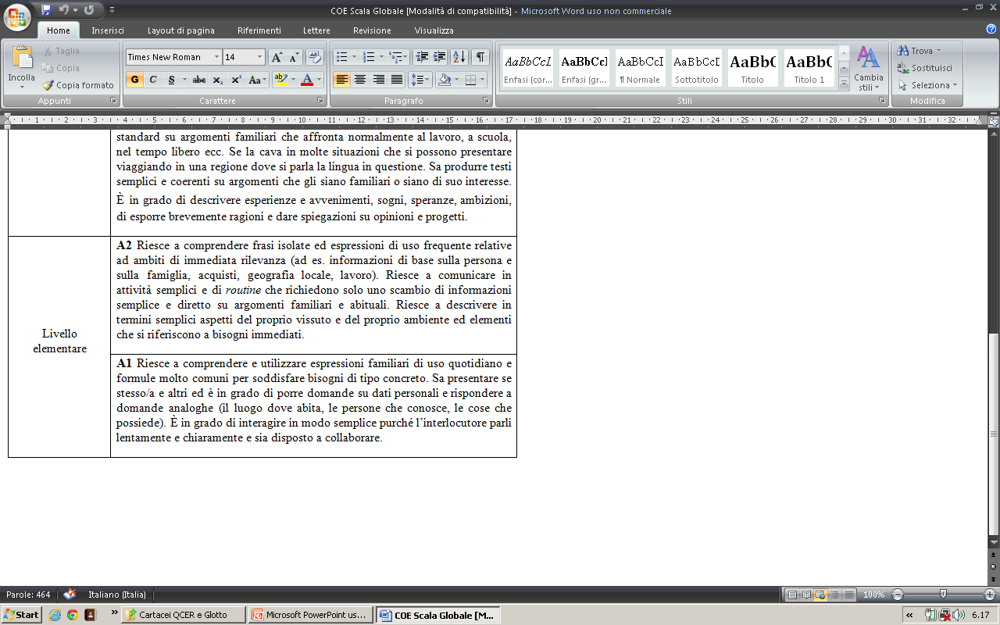 COE Scala Globale [Modalità di compatibilità] - Microsoft Word uso non commerciale
Home Inserisci Layout di pagina Riferimenti Lettere Revisione Visualizza
Incolla
Taglia
Copia
Copia formato
Appunti
Times New Roman 14
G C S abc x₂ x² Aa
Carattere
Paragrafo
AaBbCcI AaBbCcI AaBbCcI AaBbCcI AaBbC AaBbC
Enfasi (cor... Enfasi (gr... ¶ Normale Sottotitolo Titolo Titolo 1
Cambia
stili
Stili
Trova
Sostituisci
Seleziona
Modifica
1 2 3 4 5 6 7 8 9 10 11 12 13 14 15 16 17 18 19 20 21 22 23 24 25 26 27 28 29 30 31 32
standard su argomenti familiari che affronta normalmente al lavoro, a scuola,
nel tempo libero ecc. Se la cava in molte situazioni che si possono presentare
viaggiando in una regione dove si parla la lingua in questione. Sa produrre testi
semplici e coerenti su argomenti che gli siano familiari o siano di suo interesse.
È in grado di descrivere esperienze e avvenimenti, sogni, speranze, ambizioni,
di esporre brevemente ragioni e dare spiegazioni su opinioni e progetti.
Livello
elementare
A2 Riesce a comprendere frasi isolate ed espressioni di uso frequente relative
ad ambiti di immediata rilevanza (ad es. informazioni di base sulla persona e
sulla famiglia, acquisti, geografia locale, lavoro). Riesce a comunicare in
attività semplici e di routine che richiedono solo uno scambio di informazioni
semplice e diretto su argomenti familiari e abituali. Riesce a descrivere in
termini semplici aspetti del proprio vissuto e del proprio ambiente ed elementi
che si riferiscono a bisogni immediati.
A1 Riesce a comprendere e utilizzare espressioni familiari di uso quotidiano e
formule molto comuni per soddisfare bisogni di tipo concreto. Sa presentare se
stesso/a e altri ed è in grado di porre domande su dati personali e rispondere a
domande analoghe (il luogo dove abita, le persone che conosce, le cose che
possiede). È in grado di interagire in modo semplice purché l’interlocutore parli
lentamente e chiaramente e sia disposto a collaborare.
Parole: 464 Italiano (Italia) 100%
Start » Cartacei QCER e Glotto Microsoft PowerPoint us... COE Scala Globale [M... « 6.17